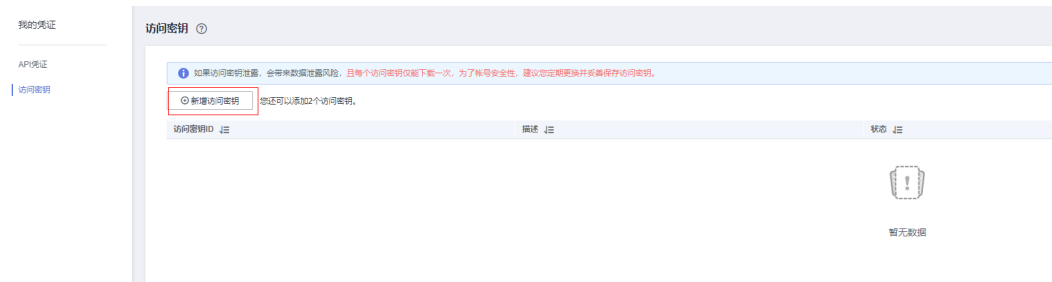 我的凭证
API凭证
访问密钥
访问密钥
如果访问密钥泄露，会带来数据泄露风险，且每个访问密钥仅能下载一次，为了帐号安全性，建议您定期更换并妥善保存访问密钥。
新增访问密钥 您还可以添加2个访问密钥。
访问密钥ID 描述 状态
暂无数据